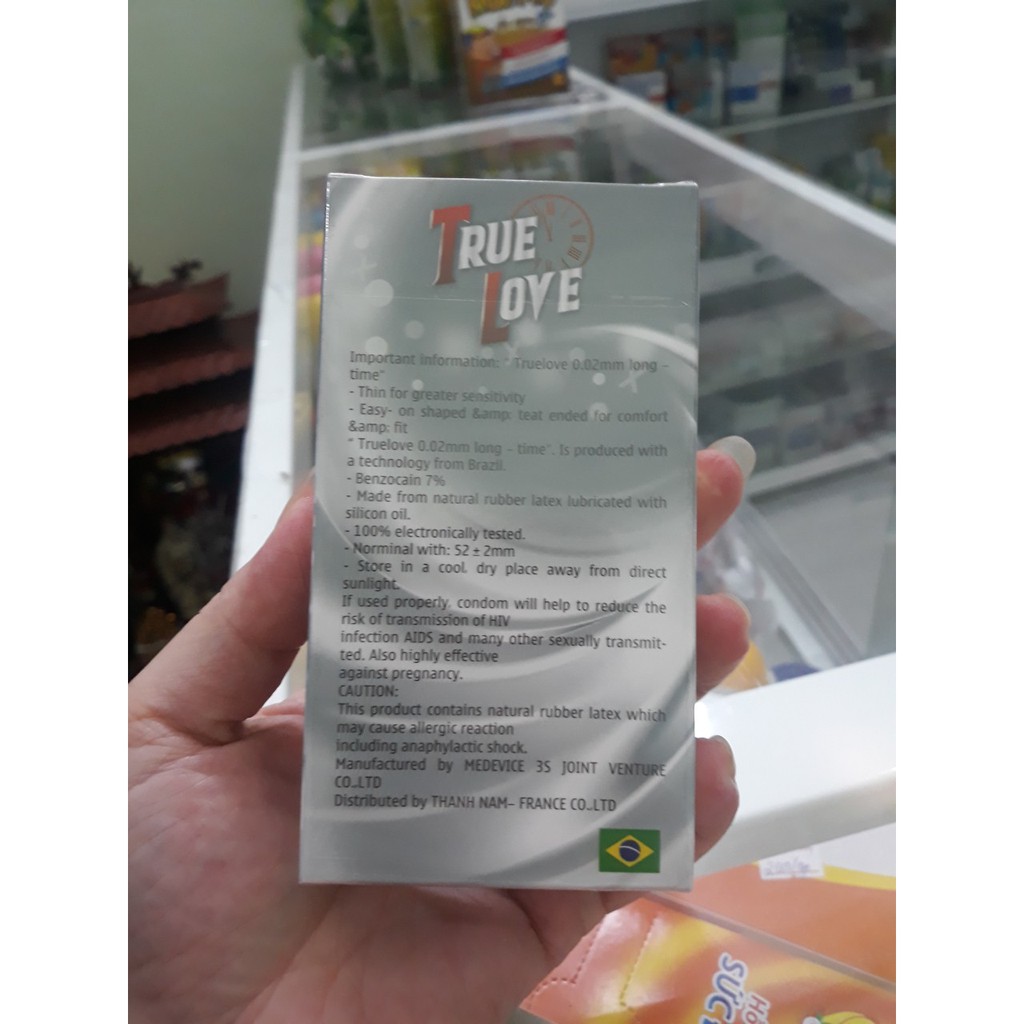 TRUE
LOVE
Important information: " Truelove 0.02mm long –
time"
- Thin for greater sensitivity
- Easy- on shaped &amp; teat ended for comfort
&amp; fit
" Truelove 0.02mm long – time". Is produced with
a technology from Brazil.
- Benzocain 7%
- Made from natural rubber latex lubricated with
silicon oil.
- 100% electronically tested.
- Norminal with: 52 ± 2mm
- Store in a cool, dry place away from direct
sunlight.
If used properly, condom will help to reduce the
risk of transmission of HIV
infection AIDS and many other sexually transmit-
ted. Also highly effective
against pregnancy.
CAUTION:
This product contains natural rubber latex which
may cause allergic reaction
including anaphylactic shock.
Manufactured by MEDEVICE 3S JOINT VENTURE
CO.,LTD
Distributed by THANH NAM– FRANCE CO.,LTD